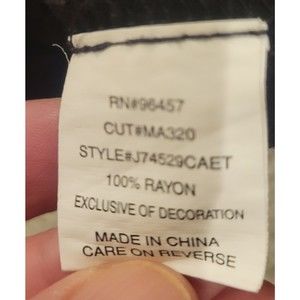 RN#96457
CUT#MA320
STYLE#J74529CAET
100% RAYON
EXCLUSIVE OF DECORATION
MADE IN CHINA
CARE ON REVERSE